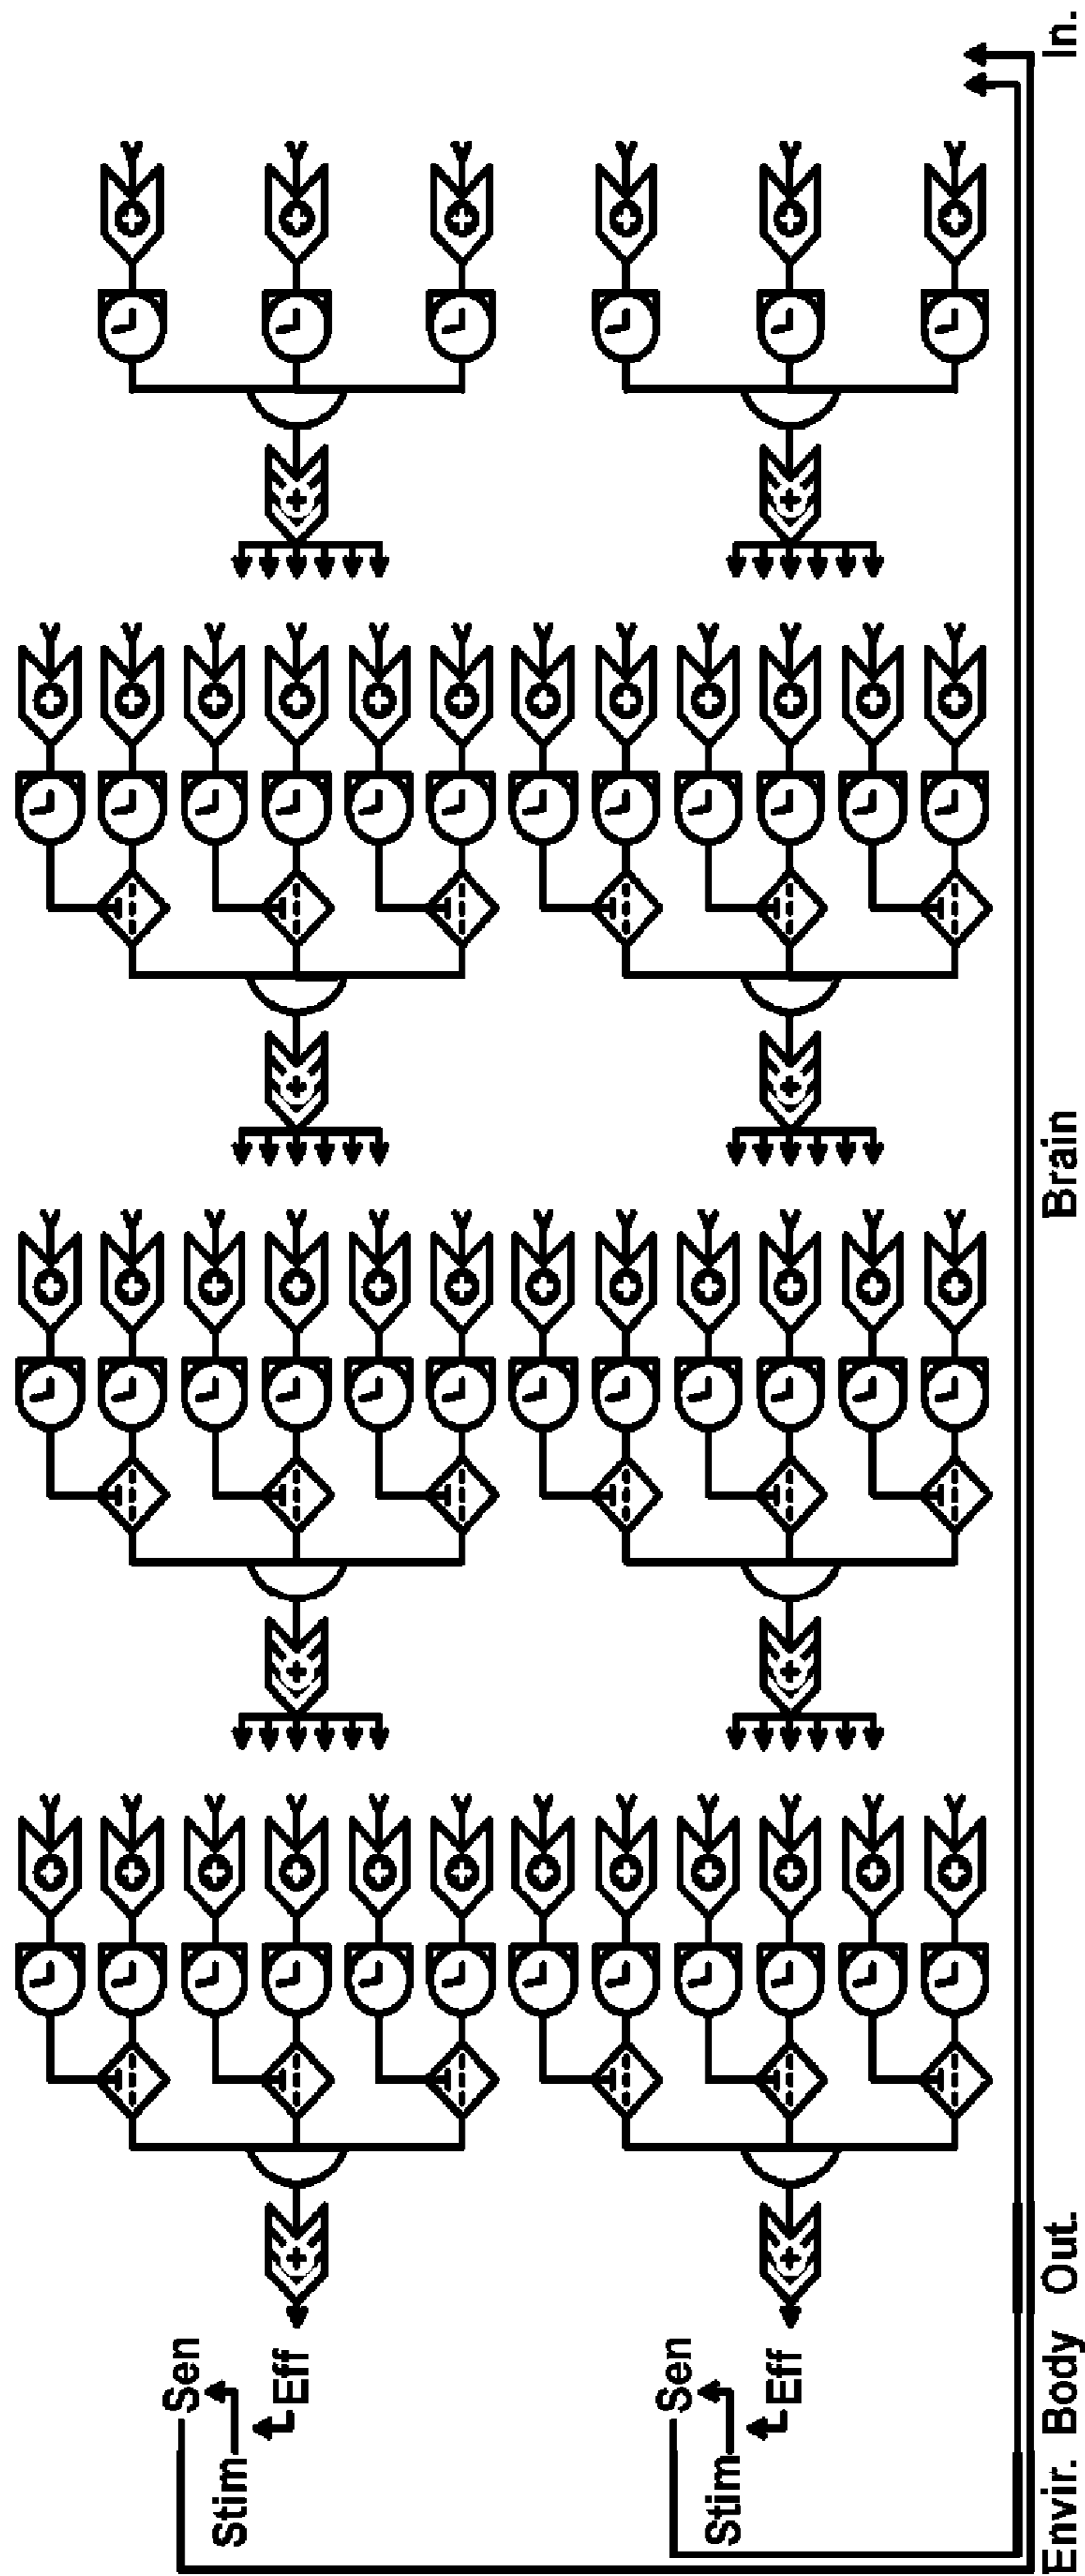 Sen
Stim
Eff
Sen
Stim
Eff
Envir. Body Out. Brain In.